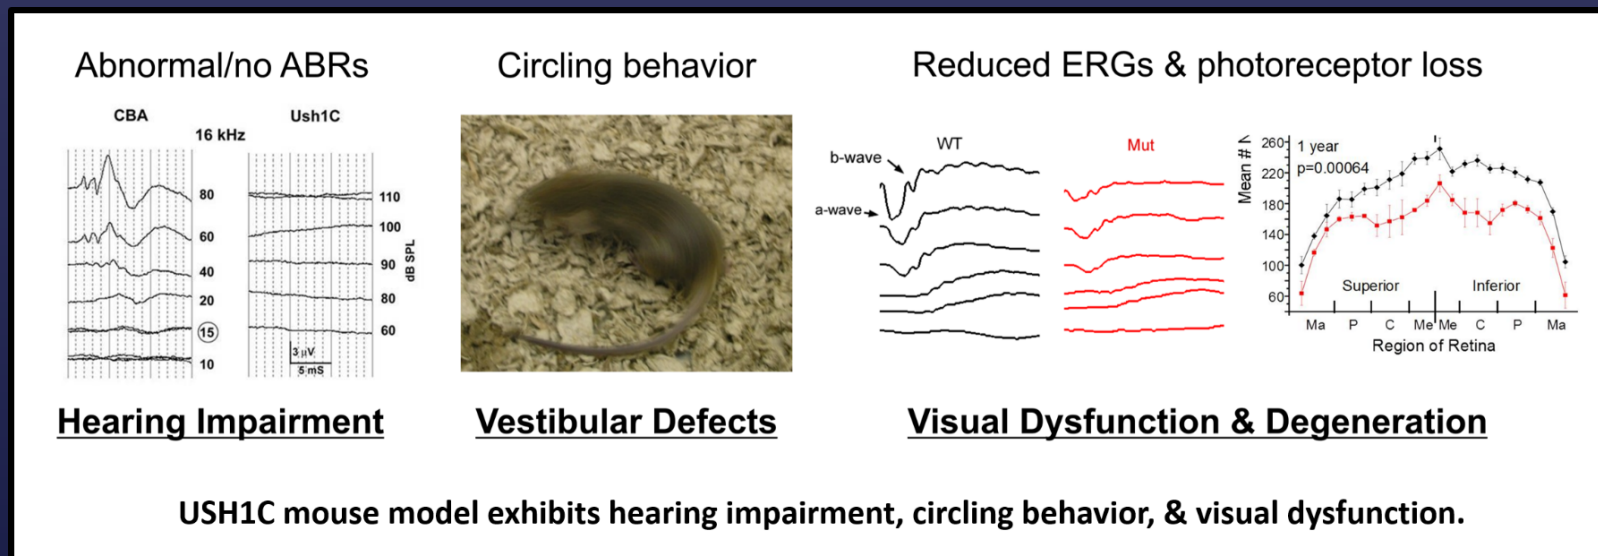 Abnormal/no ABRs
CBA
Ush1C
16 kHz
80
60
40
20
15
10
110
100
90
80
60
dB SPL
3 µV
5 mS
Hearing Impairment
Circling behavior
Vestibular Defects
Reduced ERGs & photoreceptor loss
WT
Mut
b-wave
a-wave
Mean #
260
220
180
140
100
60
1 year
p=0.00064
Superior
Inferior
Ma P C Me Me C P Ma
Region of Retina
Visual Dysfunction & Degeneration
USH1C mouse model exhibits hearing impairment, circling behavior, & visual dysfunction.